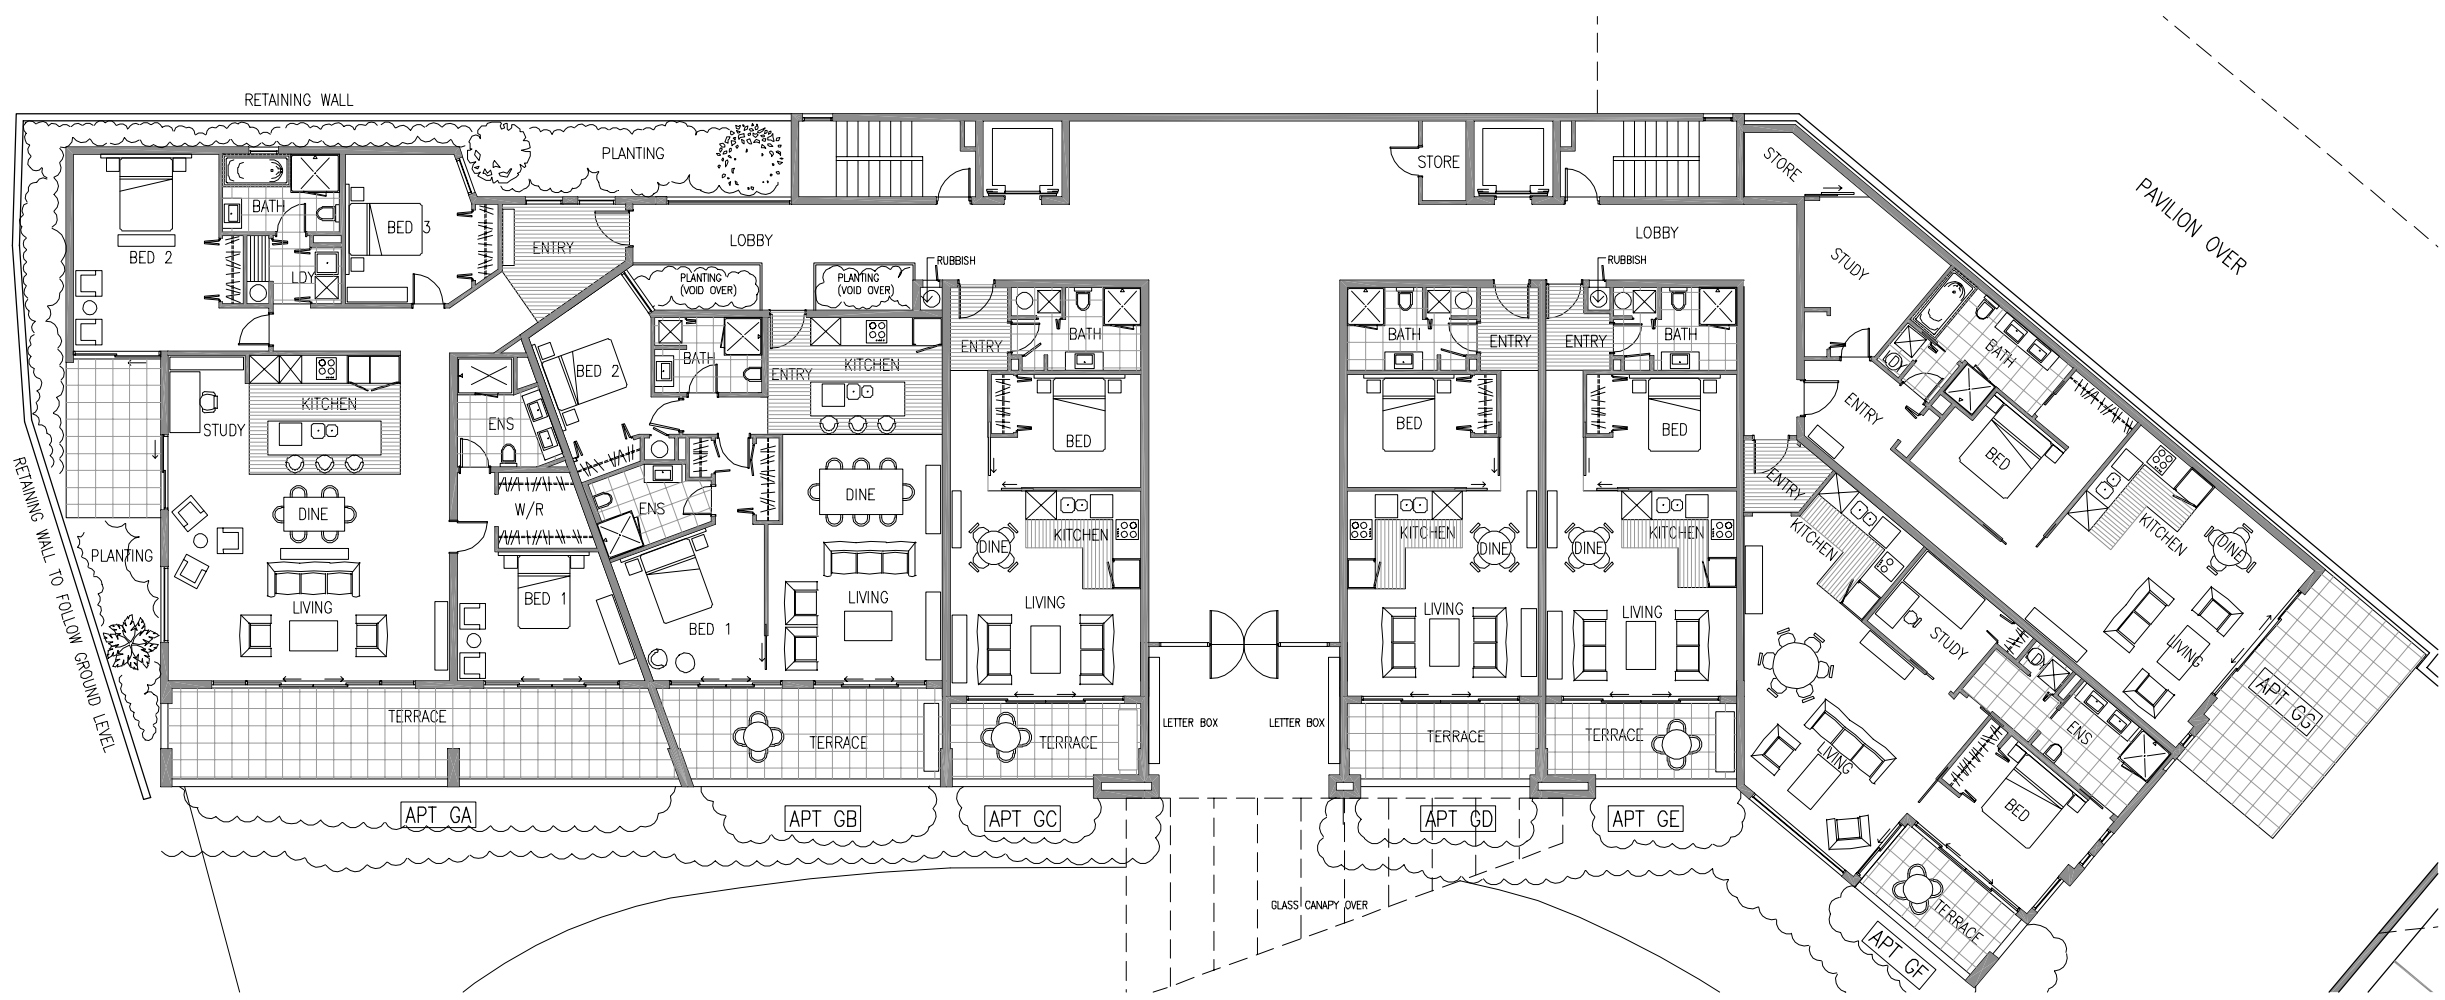 RETAINING WALL
PLANTING
STORE
STORE
PAVILION OVER
BATH
BED 3
BED 2
ENTRY
LOBBY
LOBBY
RUBBISH
RUBBISH
LDY
PLANTING
(VOID OVER)
PLANTING
(VOID OVER)
STUDY
BATH
ENTRY
BATH
ENTRY
ENTRY
BATH
BATH
LDY
BED 2
BATH
KITCHEN
ENTRY
KITCHEN
STUDY
ENS
BED
BED
BED
ENTRY
BED
RETAINING WALL TO FOLLOW GROUND LEVEL
DINE
W/R
ENS
DINE
ENTRY
PLANTING
DINE
KITCHEN
KITCHEN
DINE
DINE
KITCHEN
KITCHEN
KITCHEN
DINE
LIVING
BED 1
BED 1
LIVING
LIVING
LIVING
LIVING
STUDY
LDY
LIVING
APT GG
TERRACE
TERRACE
TERRACE
LETTER BOX
LETTER BOX
TERRACE
TERRACE
LIVING
ENS
BED
APT GA
APT GB
APT GC
APT GD
APT GE
GLASS CANAPY OVER
TERRACE
APT GF